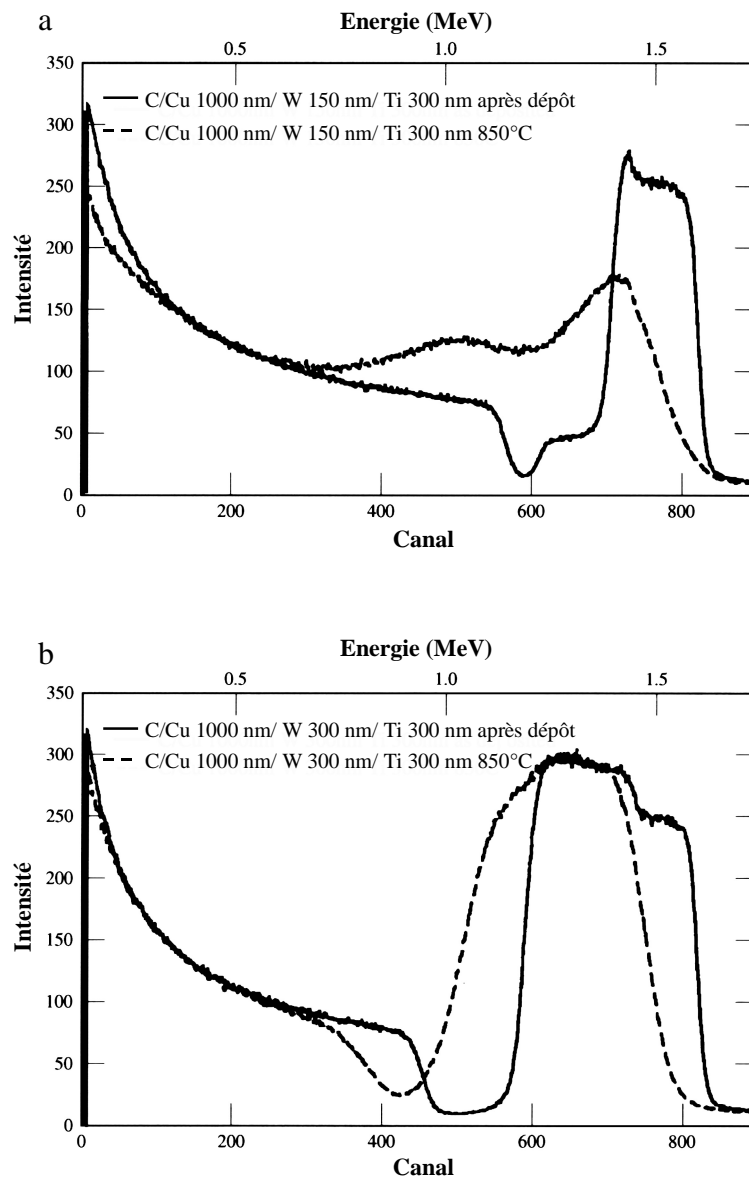 a
Energie (MeV)
0.5 1.0 1.5
350
C/Cu 1000 nm/ W 150 nm/ Ti 300 nm après dépôt
300
C/Cu 1000 nm/ W 150 nm/ Ti 300 nm 850°C
250
200
Intensité
150
100
50
0
0 200 400 600 800
Canal
b
Energie (MeV)
0.5 1.0 1.5
350
C/Cu 1000 nm/ W 300 nm/ Ti 300 nm après dépôt
300
C/Cu 1000 nm/ W 300 nm/ Ti 300 nm 850°C
250
200
Intensité
150
100
50
0
0 200 400 600 800
Canal